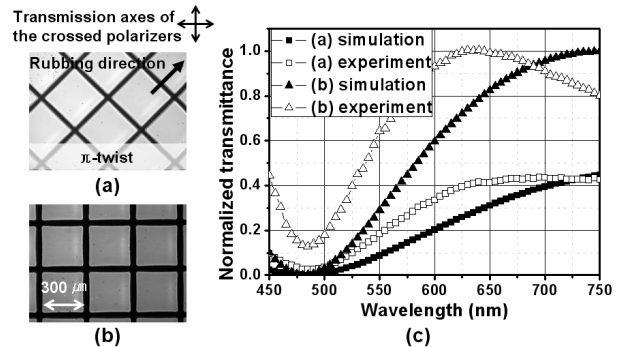 Transmission axes of
the crossed polarizers
Rubbing direction
π-twist
(a)
300 ㎛
(b)
(a) simulation
(a) experiment
(b) simulation
(b) experiment
Normalized transmittance
1.0
0.8
0.6
0.4
0.2
0.0
450 500 550 600 650 700 750
Wavelength (nm)
(c)